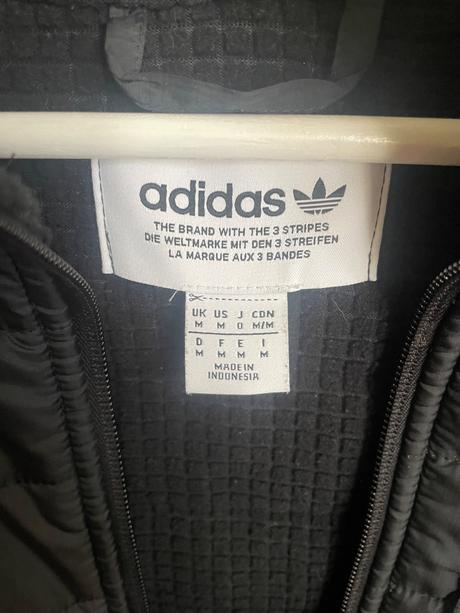 adidas
THE BRAND WITH THE 3 STRIPES
DIE WELTMARKE MIT DEN 3 STREIFEN
LA MARQUE AUX 3 BANDES
UK US J CDN
M M O M/M
D F E I
M M M M
MADE IN
INDONESIA